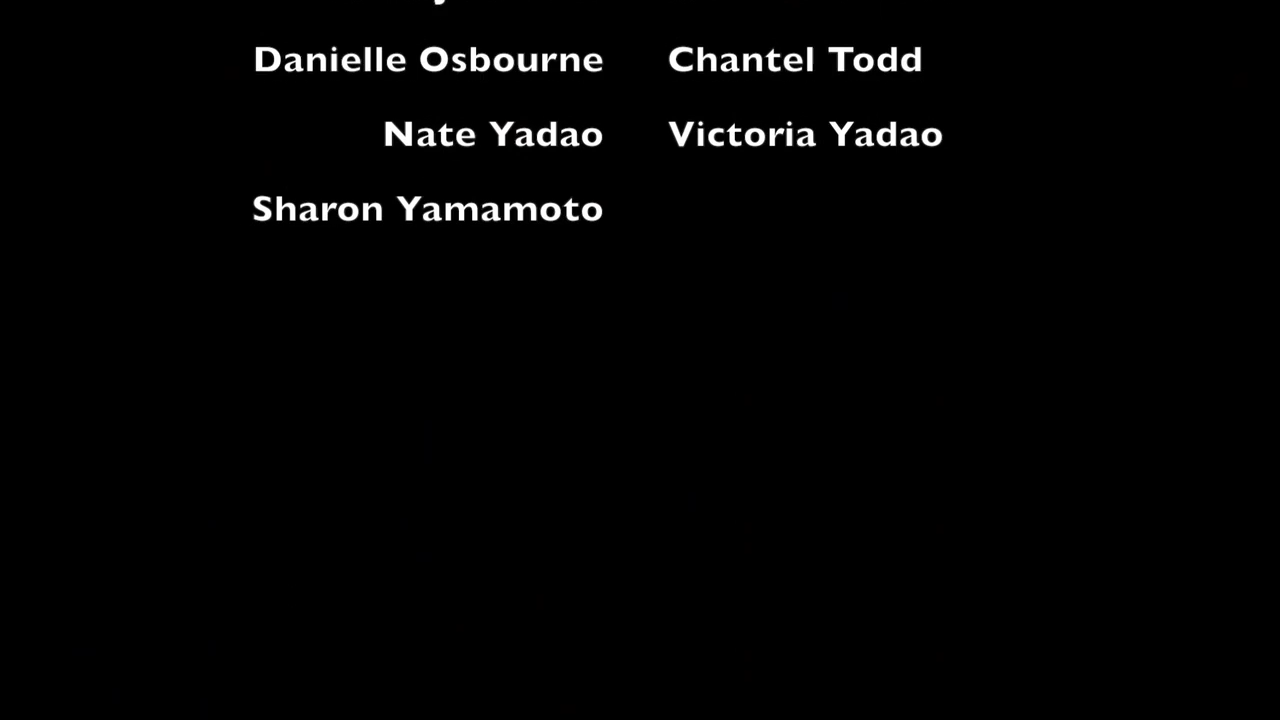 Danielle Osbourne Chantel Todd
Nate Yadao Victoria Yadao
Sharon Yamamoto